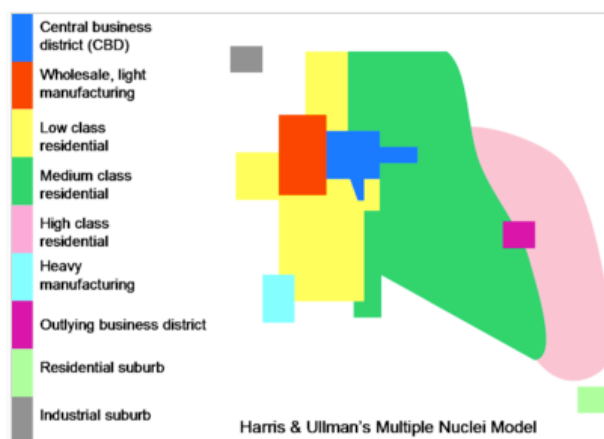 Central business
district (CBD)
Wholesale, light
manufacturing
Low class
residential
Medium class
residential
High class
residential
Heavy
manufacturing
Outlying business district
Residential suburb
Industrial suburb
Harris & Ullman's Multiple Nuclei Model